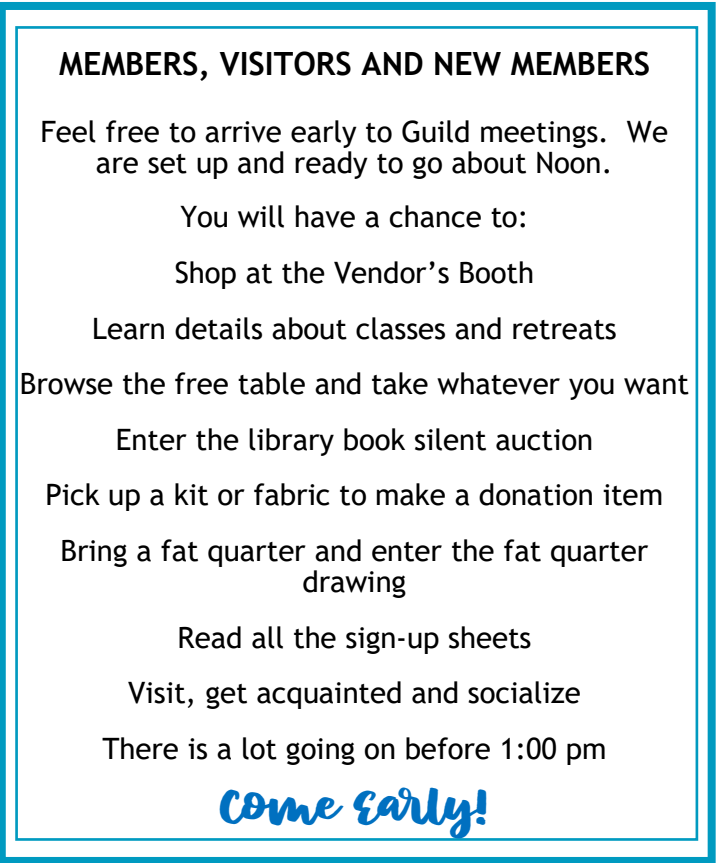 MEMBERS, VISITORS AND NEW MEMBERS
Feel free to arrive early to Guild meetings.  We
are set up and ready to go about Noon.
You will have a chance to:
Shop at the Vendor’s Booth
Learn details about classes and retreats
Browse the free table and take whatever you want
Enter the library book silent auction
Pick up a kit or fabric to make a donation item
Bring a fat quarter and enter the fat quarter
drawing
Read all the sign-up sheets
Visit, get acquainted and socialize
There is a lot going on before 1:00 pm
Come Early!